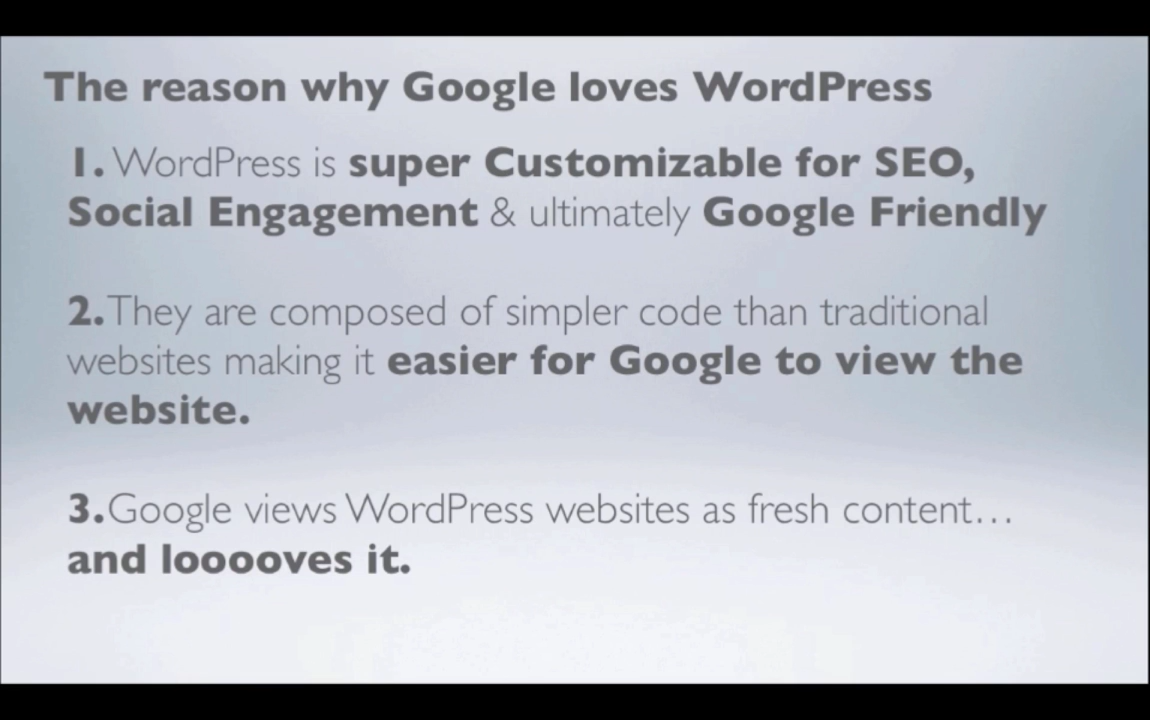 The reason why Google loves WordPress
1. WordPress is super Customizable for SEO,
Social Engagement & ultimately Google Friendly
2. They are composed of simpler code than traditional
websites making it easier for Google to view the
website.
3. Google views WordPress websites as fresh content...
and looooves it.